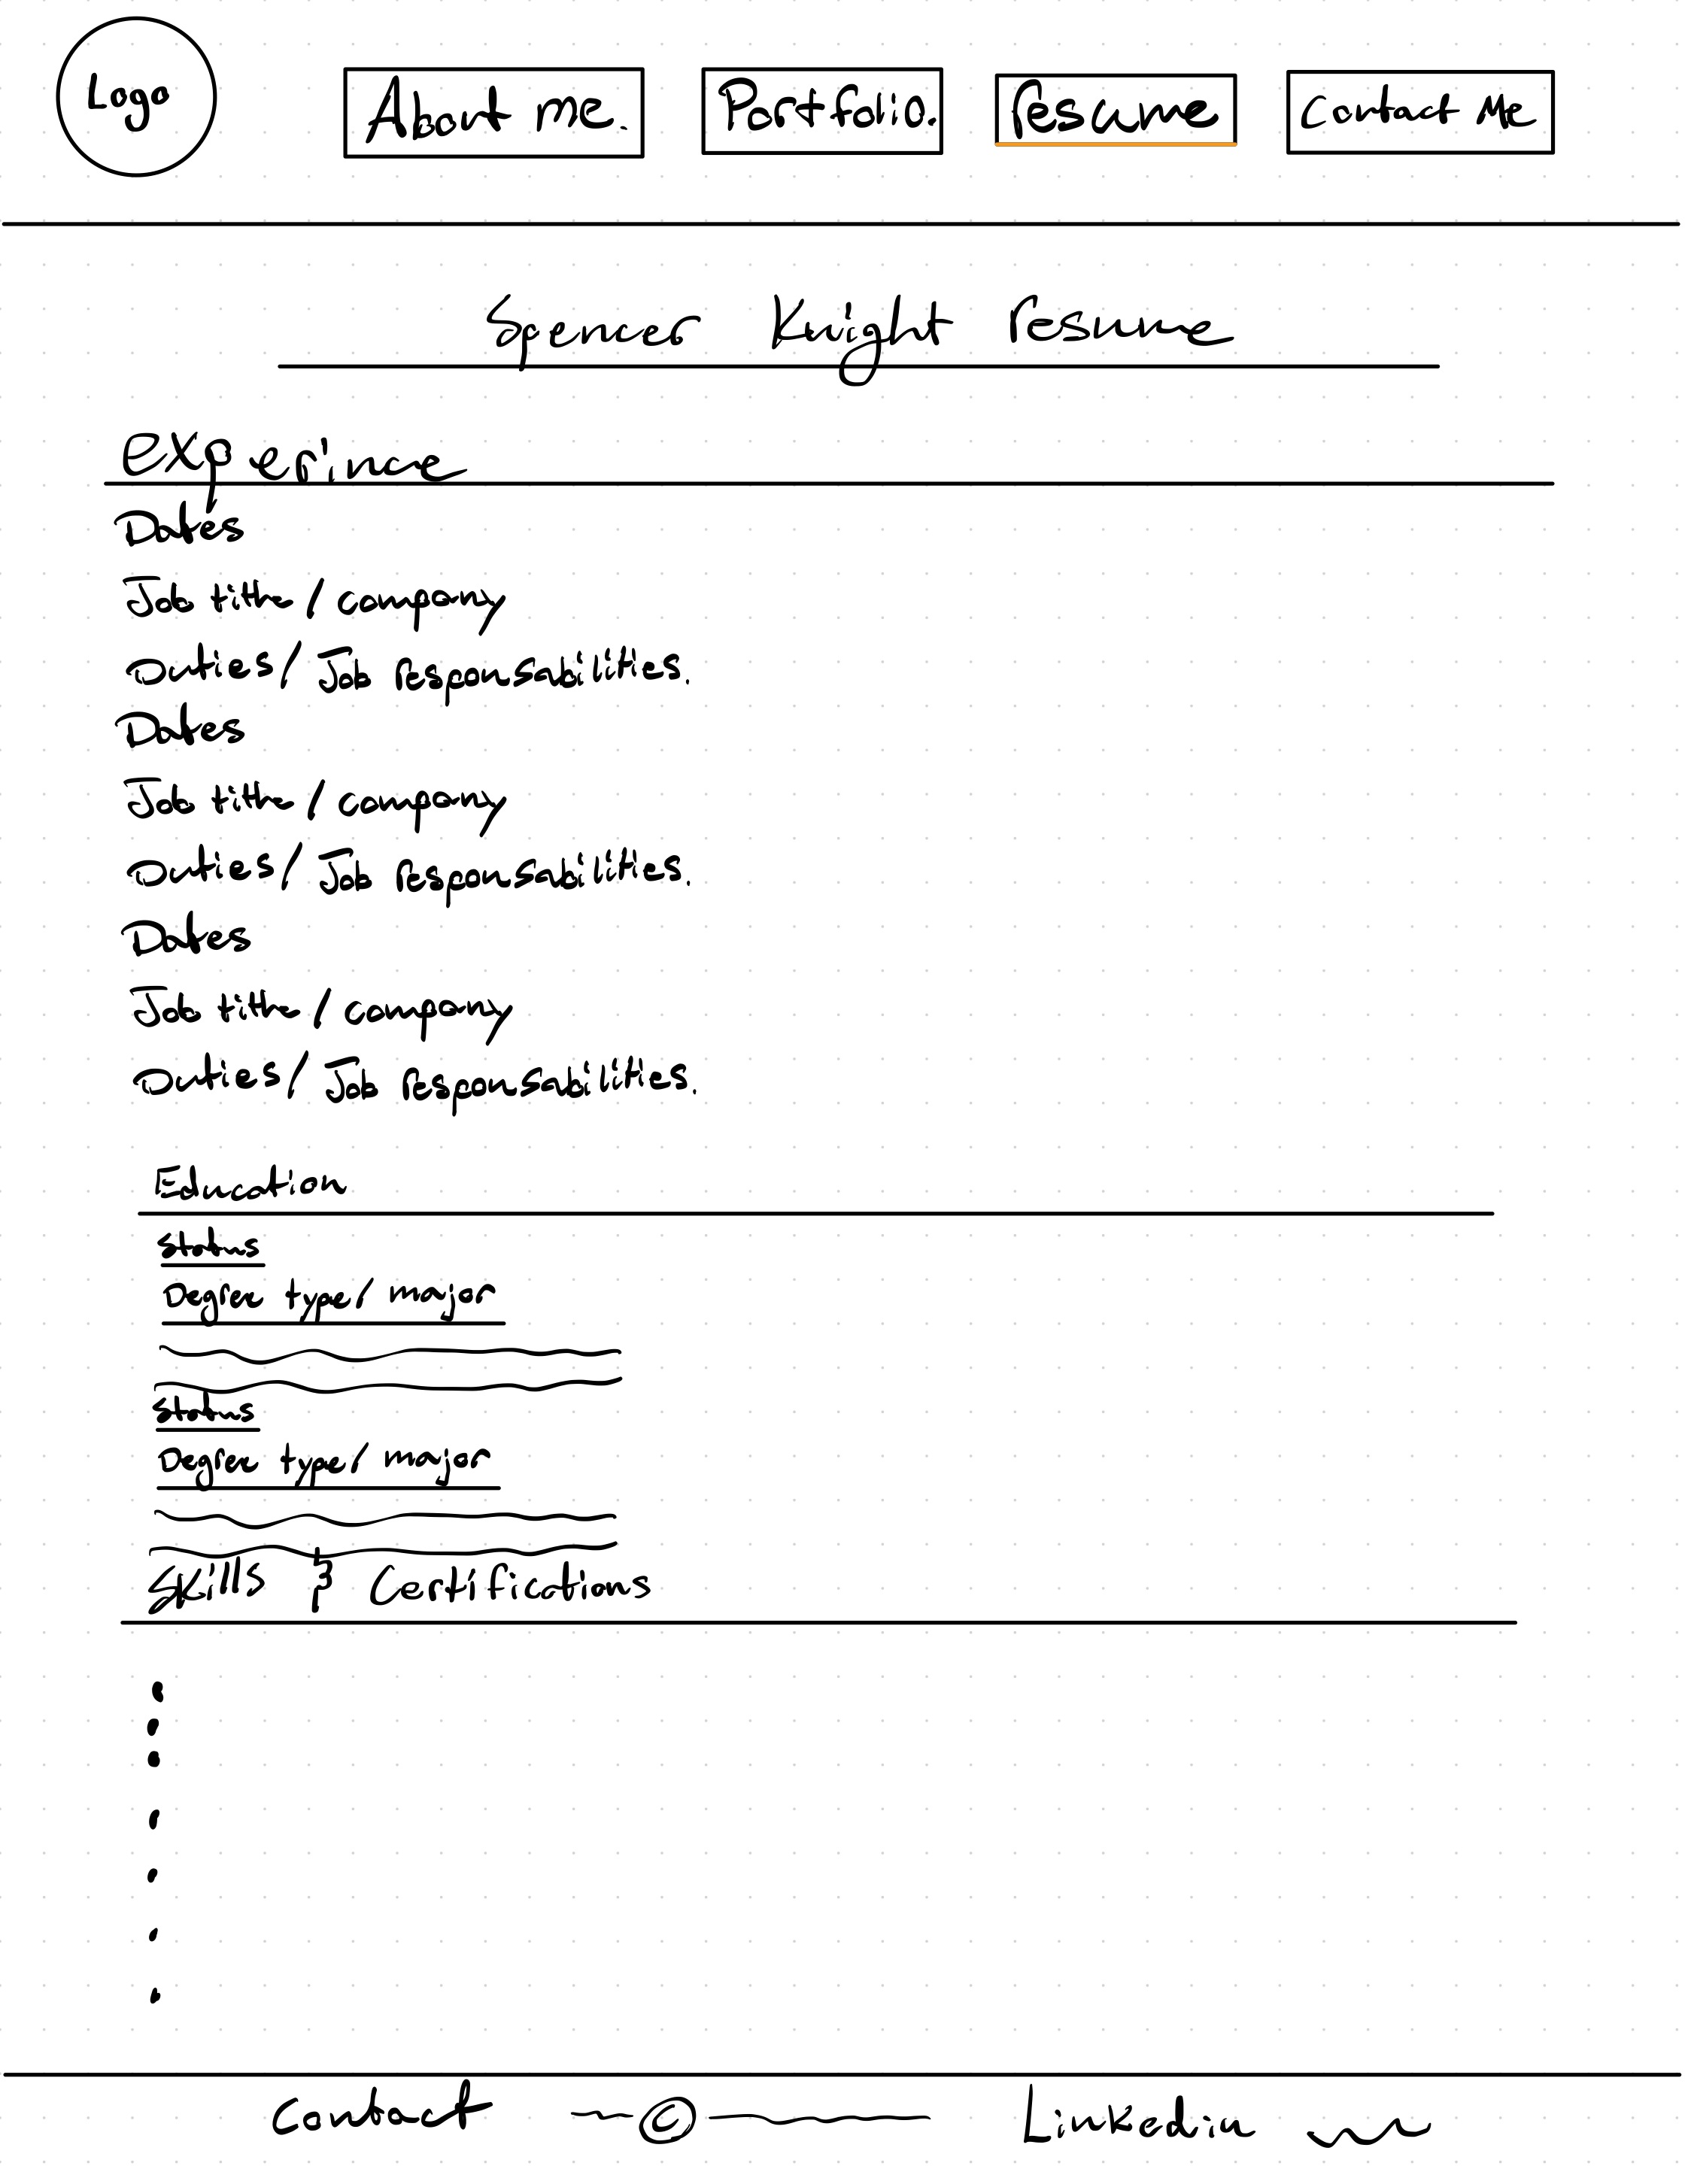 Logo
About me.
Portfolio.
resume
Contact Me
Spencer Knight resume
experince
Dates
Job title / company
Duties / Job responsabilities.
Dates
Job title / company
Duties / Job responsabilities.
Dates
Job title / company
Duties / Job responsabilities.
Education
Status
Degree type / major
Status
Degree type / major
Skills & Certifications
Contact © Linkedin